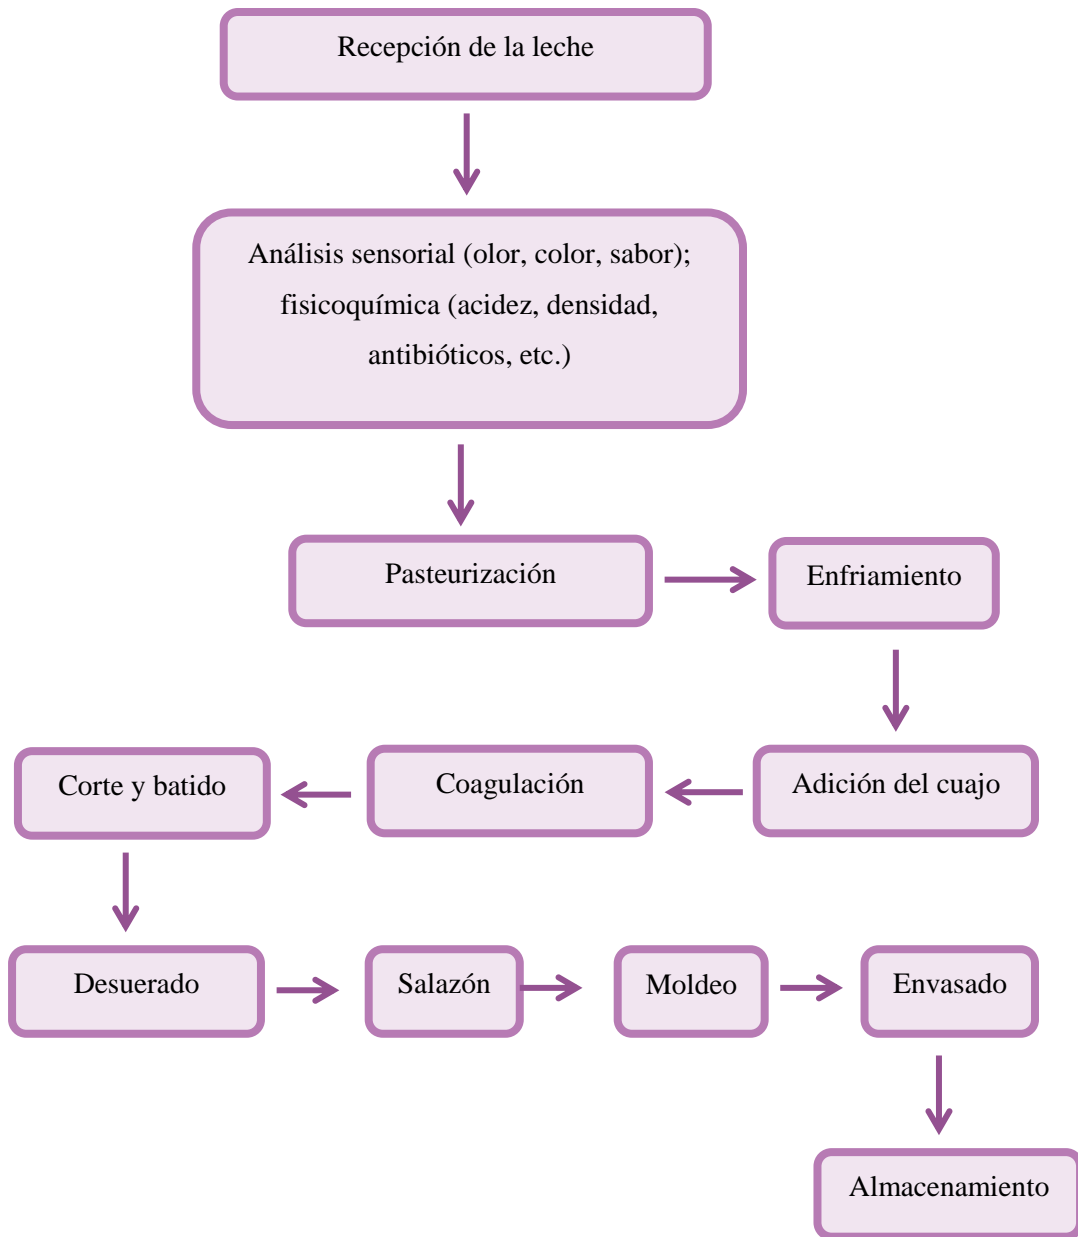 Recepción de la leche
Análisis sensorial (olor, color, sabor);
fisicoquímica (acidez, densidad,
antibióticos, etc.)
Pasteurización
Enfriamiento
Adición del cuajo
Coagulación
Corte y batido
Desuerado
Salazón
Moldeo
Envasado
Almacenamiento